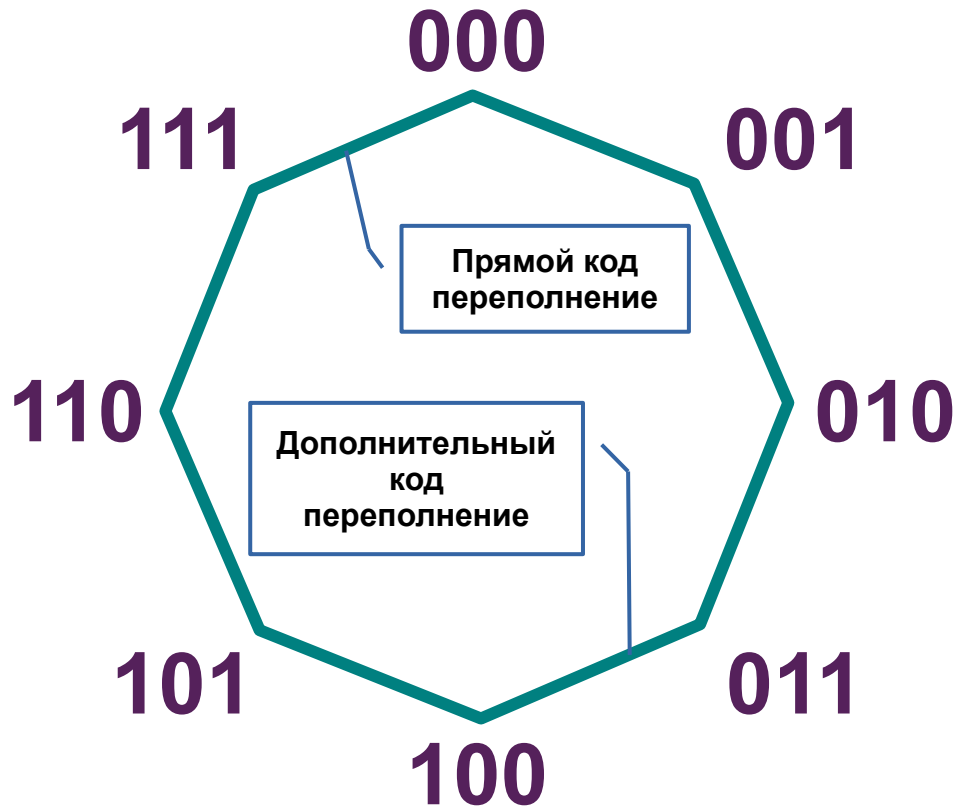 000
111
001
Прямой код
переполнение
110
010
Дополнительный
код
переполнение
101
011
100